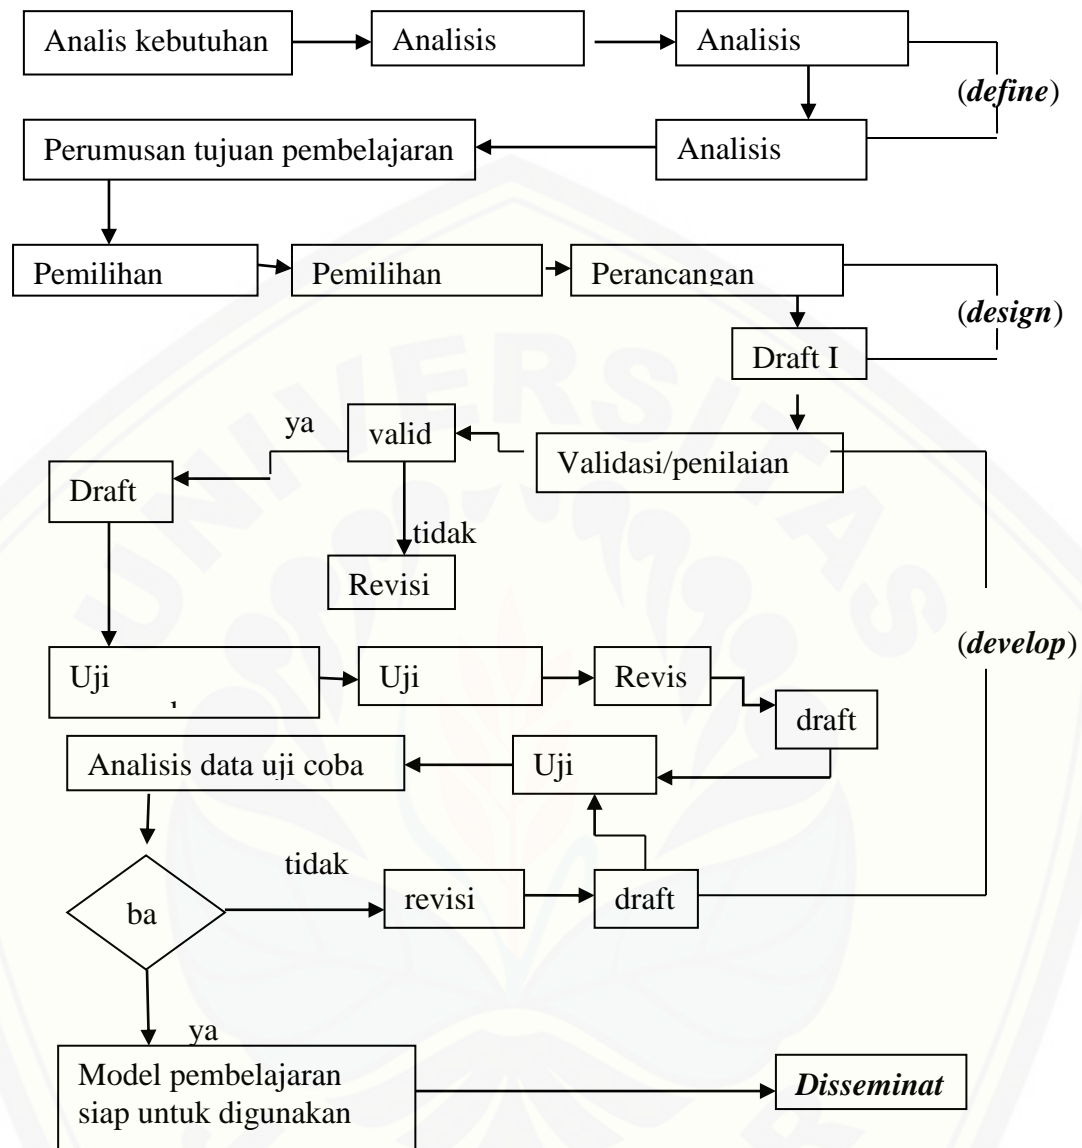 Analis kebutuhan
Analisis
Analisis
(define)
Perumusan tujuan pembelajaran
Analisis
Pemilihan
Pemilihan
Perancangan
(design)
Draft I
ya
valid
Validasi/penilaian
Draft
tidak
Revisi
(develop)
Uji
Uji
Revis
draft
Analisis data uji coba
Uji
tidak
ba
revisi
draft
ya
Model pembelajaran
siap untuk digunakan
Disseminat
UNIVERSITAS